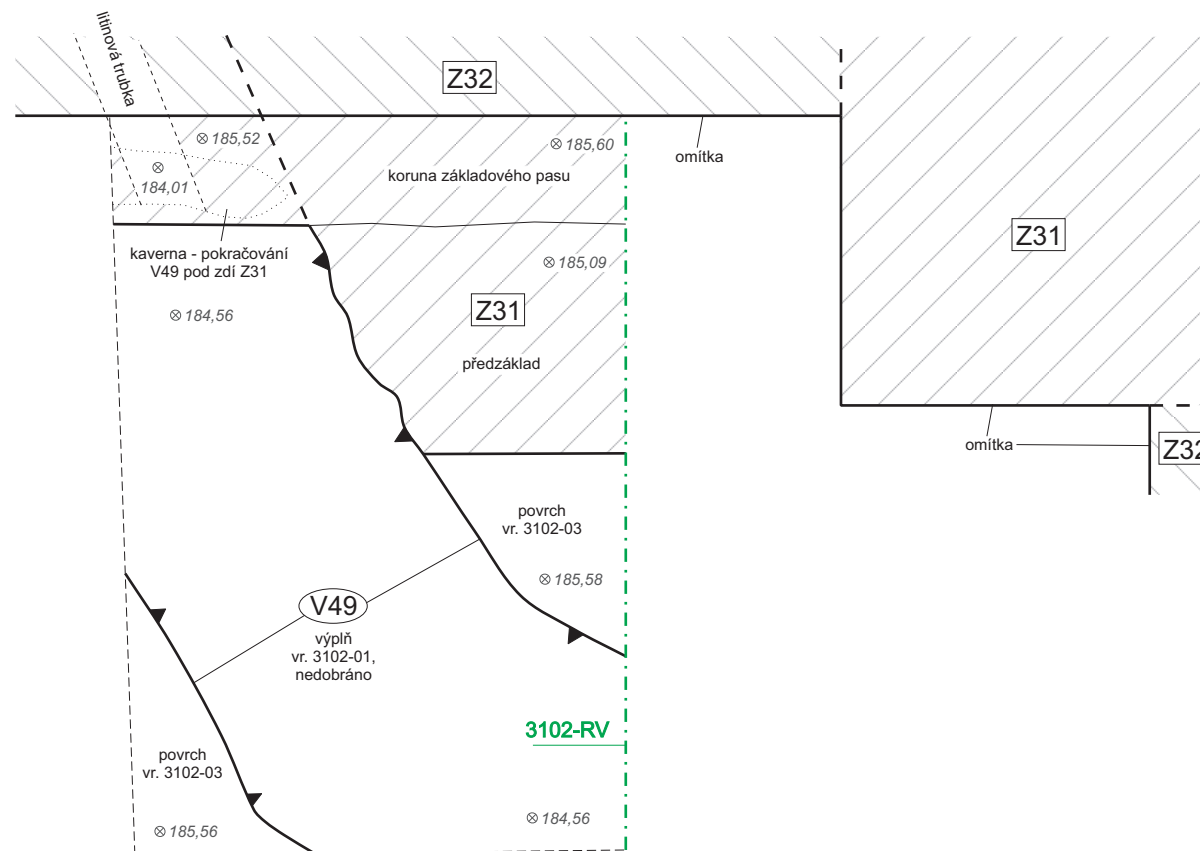 litinová trubka
Z32
185,52
185,60
omítka
184,01
koruna základového pasu
Z31
kaverna - pokračování
V49 pod zdí Z31
185,09
184,56
Z31
předzáklad
omítka
Z32
povrch
vr. 3102-03
185,58
V49
výplň
vr. 3102-01,
nedobráno
3102-RV
povrch
vr. 3102-03
184,56
185,56